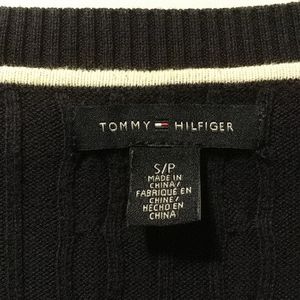 TOMMY HILFIGER
S/P
MADE IN
CHINA/
FABRIQUÉ EN
CHINE/
HECHO EN
CHINA